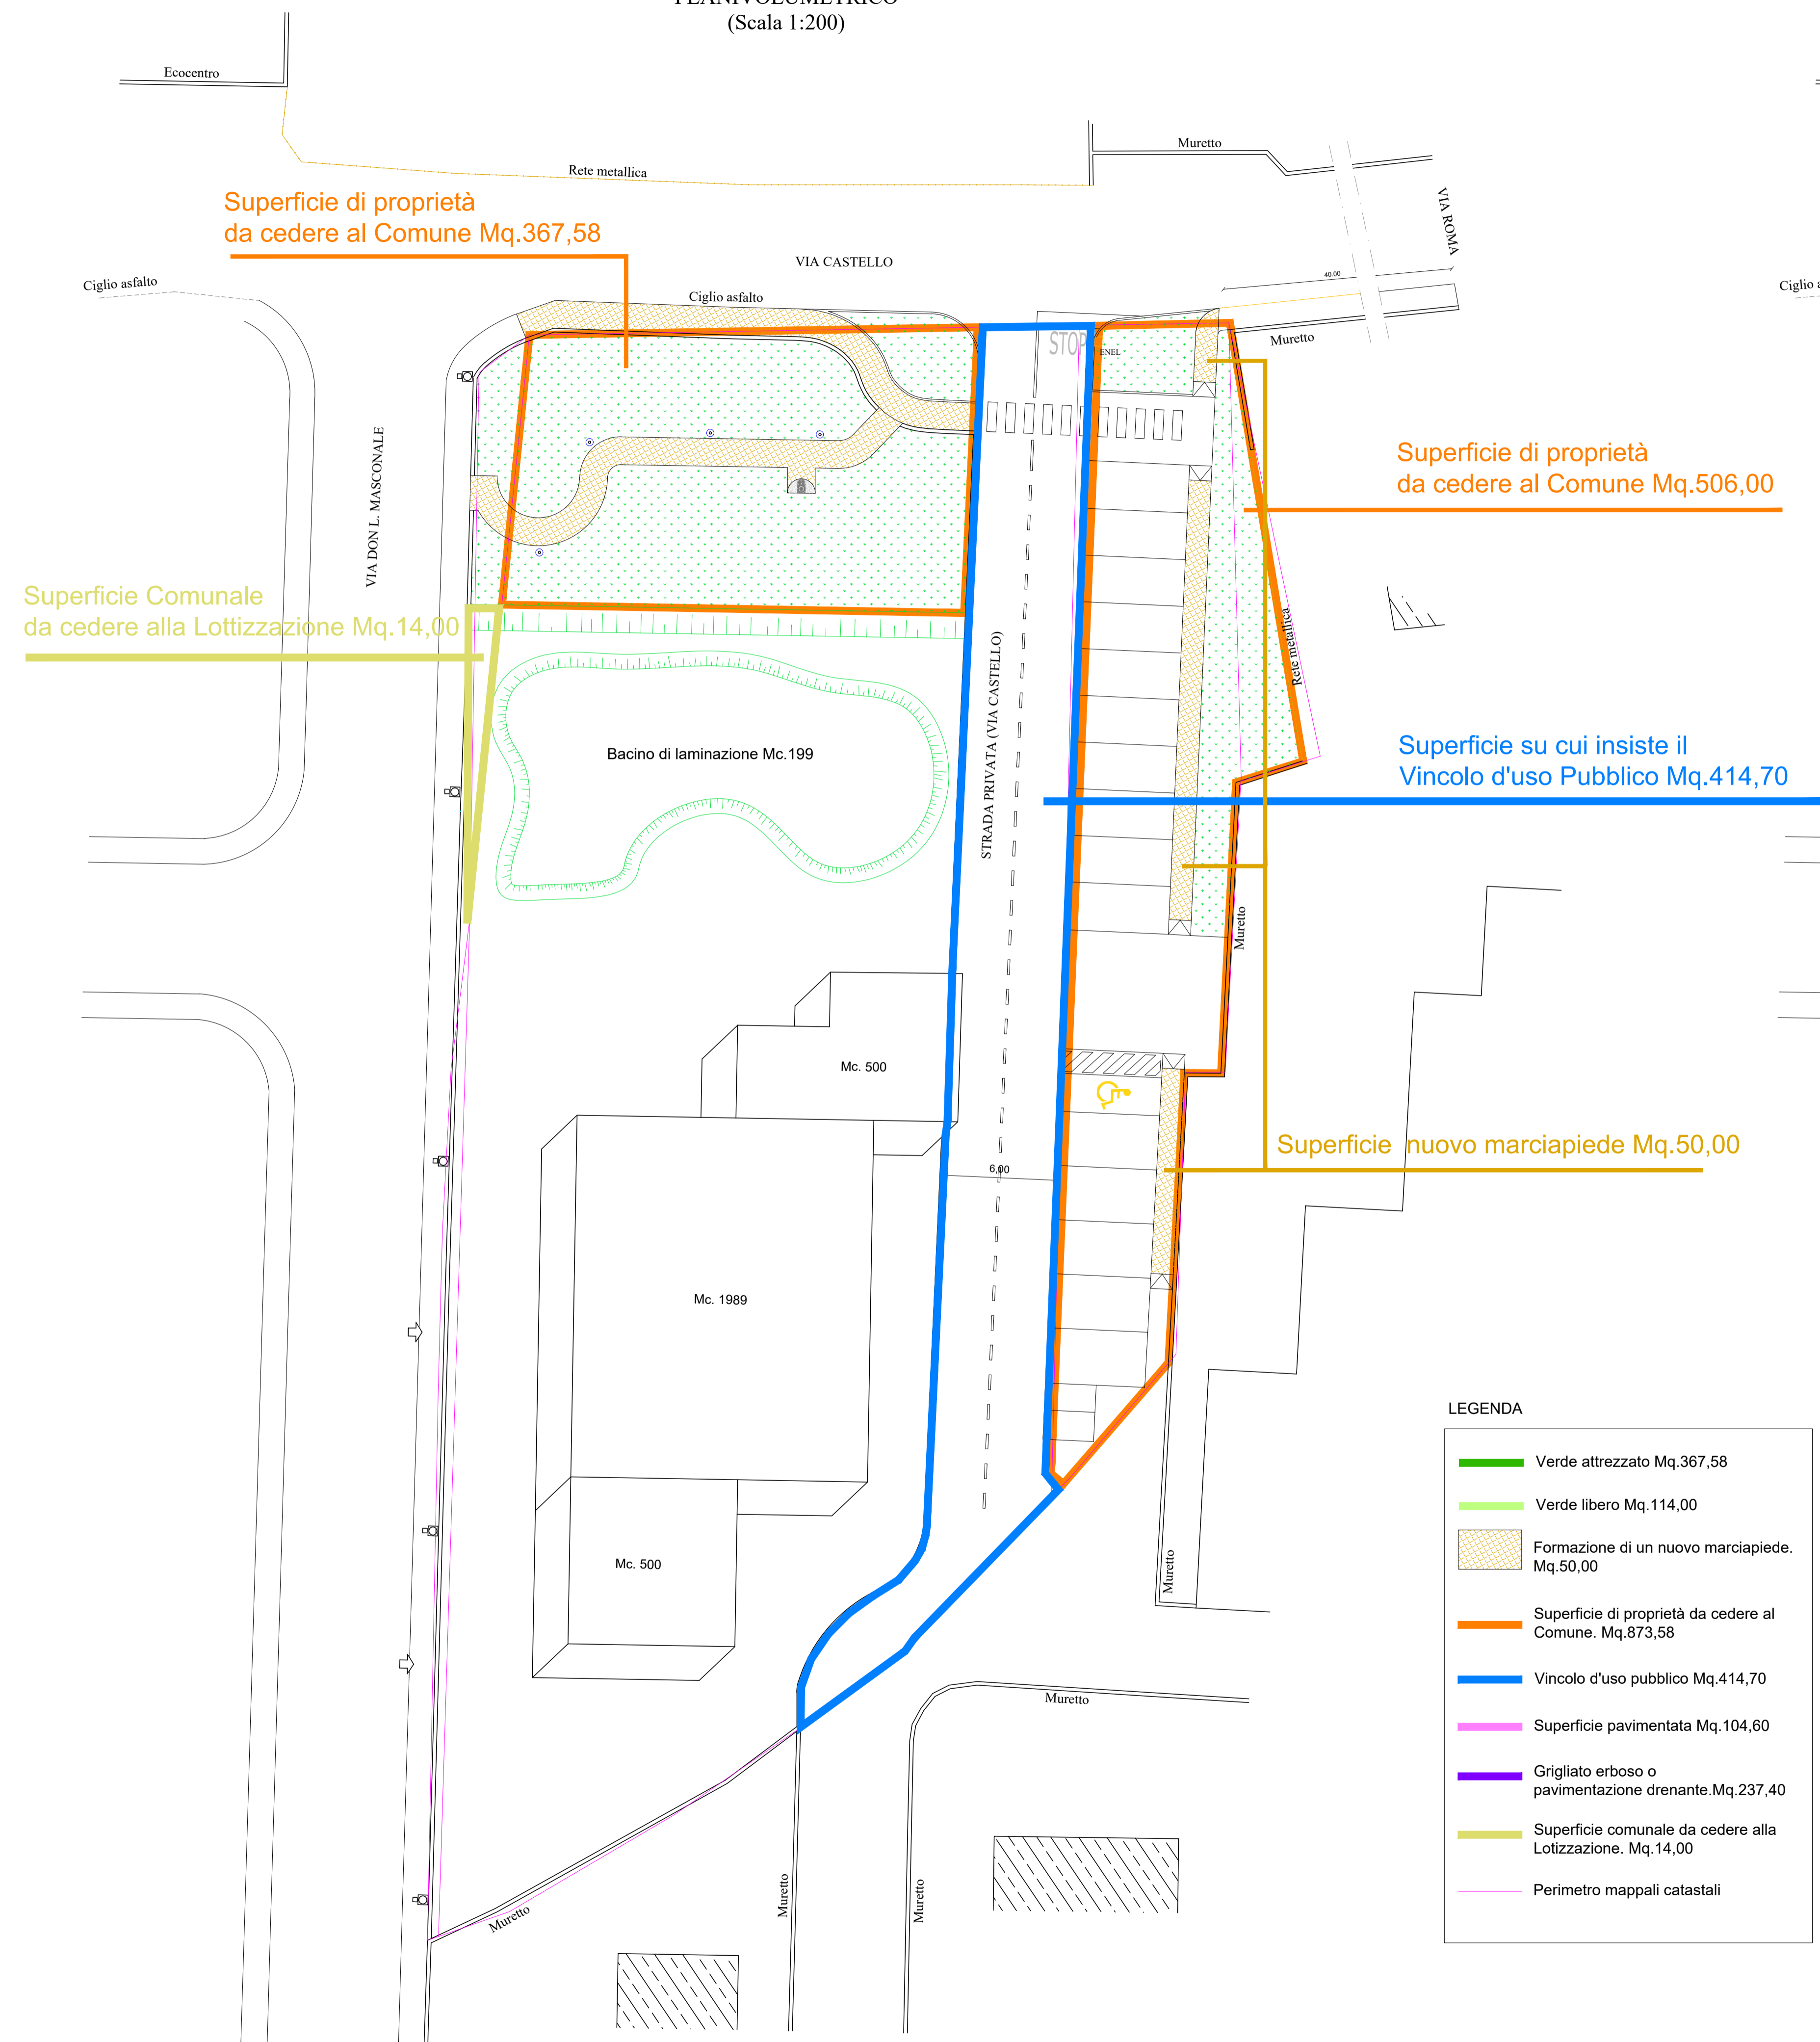 (Scala 1:200)
Ecocentro
Rete metallica
Muretto
VIA ROMA
Superficie di proprietà
da cedere al Comune Mq.367,58
VIA CASTELLO
Ciglio asfalto
Ciglio asfalto
40.00
Muretto
STOP
ENEL
VIA DON L. MASCONALE
Superficie di proprietà
da cedere al Comune Mq.506,00
Superficie Comunale
da cedere alla Lottizzazione Mq.14,00
Rete metallica
STRADA PRIVATA (VIA CASTELLO)
Bacino di laminazione Mc.199
Superficie su cui insiste il
Vincolo d'uso Pubblico Mq.414,70
Muretto
Mc. 500
Superficie nuovo marciapiede Mq.50,00
6,00
Mc. 1989
Mc. 500
Muretto
Muretto
Muretto
Muretto
Muretto
LEGENDA
Verde attrezzato Mq.367,58
Verde libero Mq.114,00
Formazione di un nuovo marciapiede.
Mq.50,00
Superficie di proprietà da cedere al
Comune. Mq.873,58
Vincolo d'uso pubblico Mq.414,70
Superficie pavimentata Mq.104,60
Grigliato erboso o
pavimentazione drenante.Mq.237,40
Superficie comunale da cedere alla
Lotizzazione. Mq.14,00
Perimetro mappali catastali